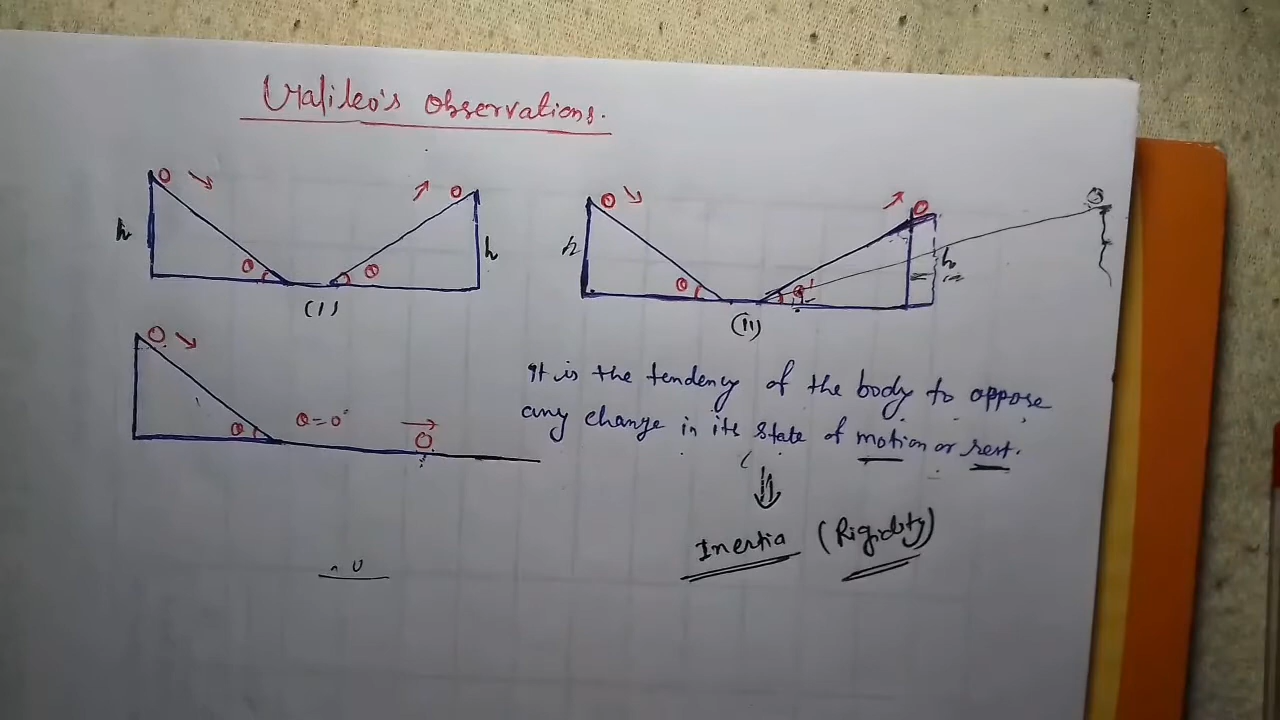 Galileo's observations.
h θ θ h
(I)
h θ θ' h
(II)
θ θ=0°
It is the tendency of the body to oppose
any change in its state of motion or rest.
Inertia (Rigidity)